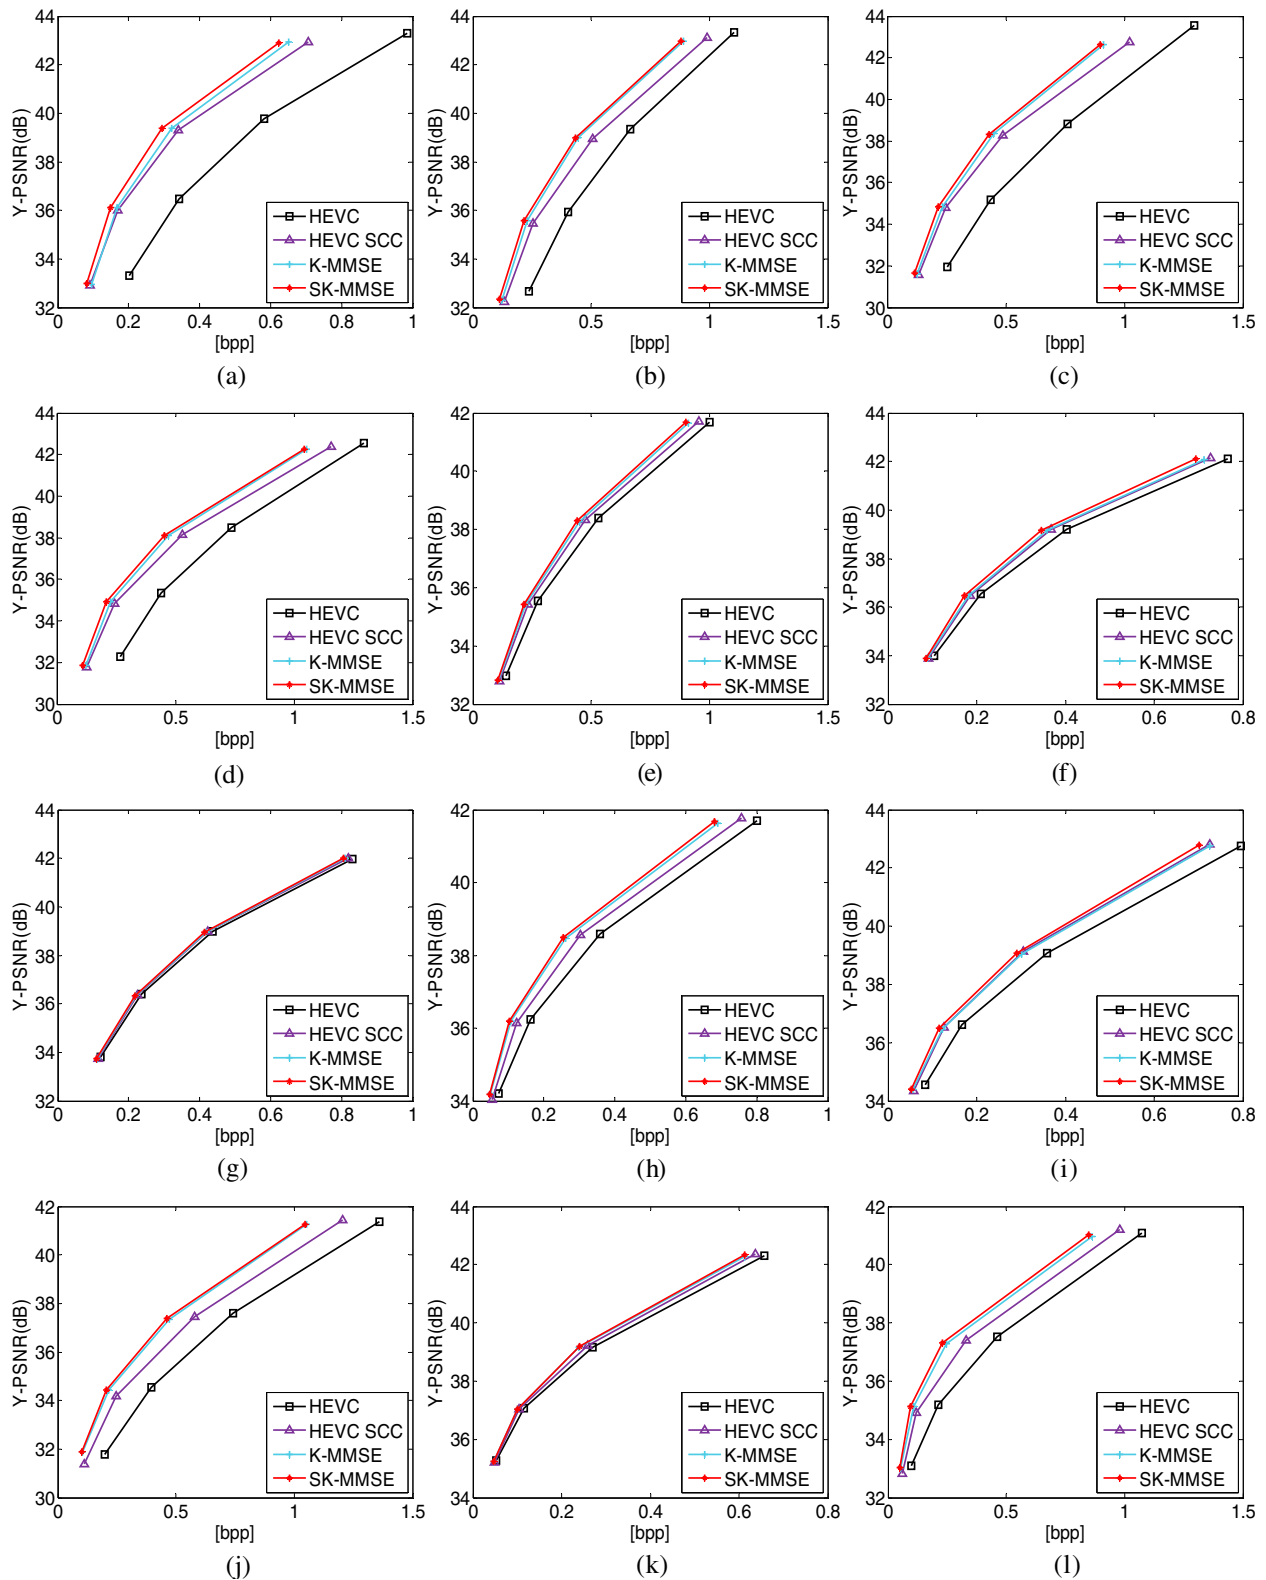 44
42
40
38
36
34
32
Y-PSNR(dB)
0 0.2 0.4 0.6 0.8 1
[bpp]
HEVC
HEVC SCC
K-MMSE
SK-MMSE
(a)
44
42
40
38
36
34
32
Y-PSNR(dB)
0 0.5 1 1.5
[bpp]
HEVC
HEVC SCC
K-MMSE
SK-MMSE
(b)
44
42
40
38
36
34
32
30
Y-PSNR(dB)
0 0.5 1 1.5
[bpp]
HEVC
HEVC SCC
K-MMSE
SK-MMSE
(c)
44
42
40
38
36
34
32
30
Y-PSNR(dB)
0 0.5 1 1.5
[bpp]
HEVC
HEVC SCC
K-MMSE
SK-MMSE
(d)
42
40
38
36
34
32
Y-PSNR(dB)
0 0.5 1 1.5
[bpp]
HEVC
HEVC SCC
K-MMSE
SK-MMSE
(e)
44
42
40
38
36
34
32
Y-PSNR(dB)
0 0.2 0.4 0.6 0.8
[bpp]
HEVC
HEVC SCC
K-MMSE
SK-MMSE
(f)
44
42
40
38
36
34
32
Y-PSNR(dB)
0 0.2 0.4 0.6 0.8 1
[bpp]
HEVC
HEVC SCC
K-MMSE
SK-MMSE
(g)
42
40
38
36
34
Y-PSNR(dB)
0 0.2 0.4 0.6 0.8 1
[bpp]
HEVC
HEVC SCC
K-MMSE
SK-MMSE
(h)
44
42
40
38
36
34
Y-PSNR(dB)
0 0.2 0.4 0.6 0.8
[bpp]
HEVC
HEVC SCC
K-MMSE
SK-MMSE
(i)
42
40
38
36
34
32
30
Y-PSNR(dB)
0 0.5 1 1.5
[bpp]
HEVC
HEVC SCC
K-MMSE
SK-MMSE
(j)
44
42
40
38
36
34
Y-PSNR(dB)
0 0.2 0.4 0.6 0.8
[bpp]
HEVC
HEVC SCC
K-MMSE
SK-MMSE
(k)
42
40
38
36
34
32
Y-PSNR(dB)
0 0.5 1 1.5
[bpp]
HEVC
HEVC SCC
K-MMSE
SK-MMSE
(l)